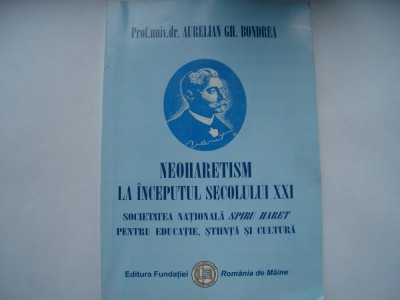 Prof.univ.dr. AURELIAN GH. BONDREA
NEOHARETISM
LA ÎNCEPUTUL SECOLULUI XXI
SOCIETATEA NAȚIONALĂ SPIRU HARET
PENTRU EDUCAȚIE, ȘTIINȚĂ ȘI CULTURĂ
Editura Fundației România de Mâine